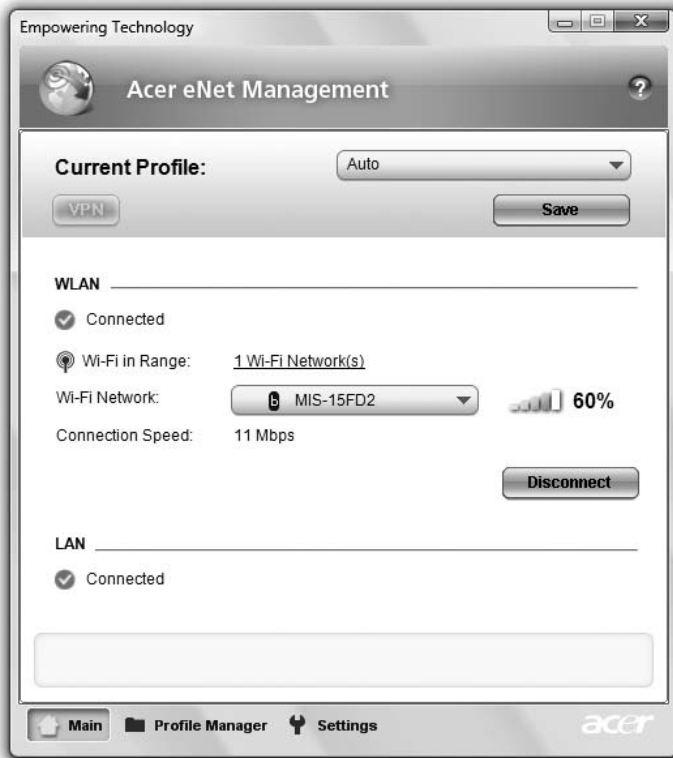 Empowering Technology
Acer eNet Management
?
Current Profile:
Auto
VPN
Save
WLAN
Connected
Wi-Fi in Range: 1 Wi-Fi Network(s)
Wi-Fi Network: b MIS-15FD2 60%
Connection Speed: 11 Mbps
Disconnect
LAN
Connected
Main Profile Manager Settings acer